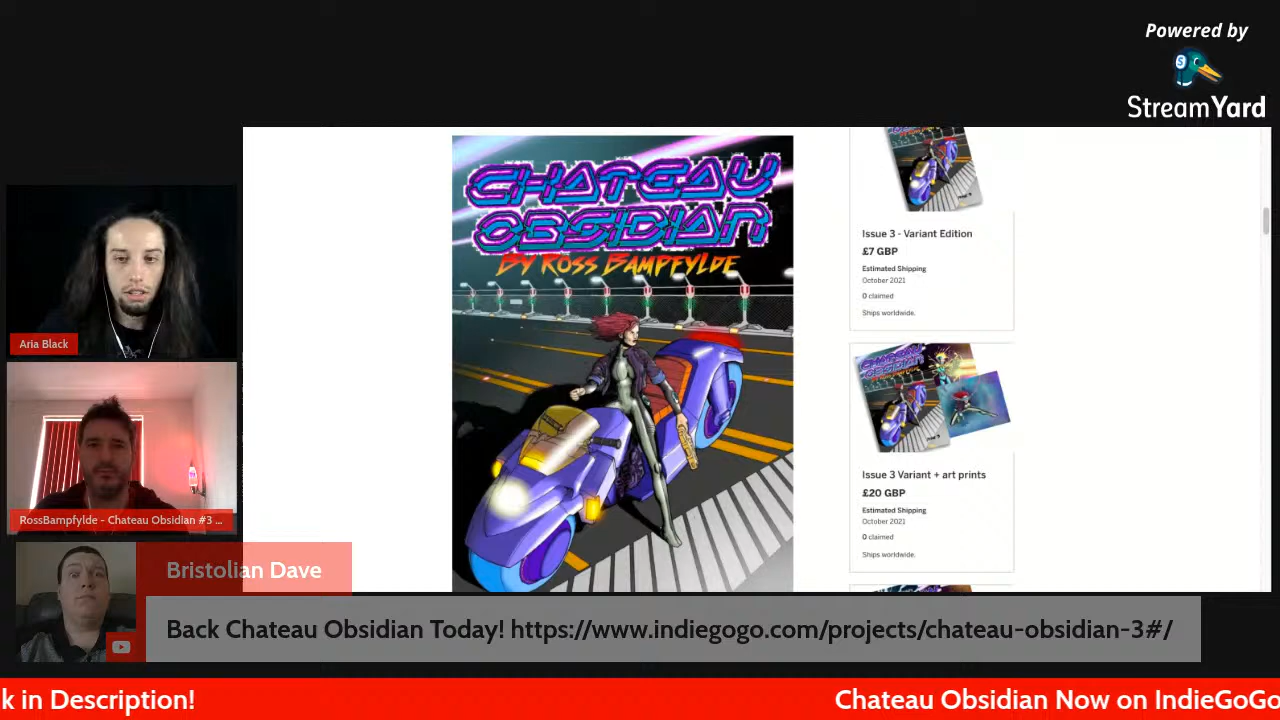 Powered by
StreamYard
CHATEAU
OBSIDIAN
BY ROSS BAMPFYLDE
Issue 3 - Variant Edition
£7 GBP
Estimated Shipping
October 2021
0 claimed
Ships worldwide.
Issue 3 Variant + art prints
£20 GBP
Estimated Shipping
October 2021
0 claimed
Ships worldwide.
Aria Black
RossBampfylde - Chateau Obsidian #3 ...
Bristolian Dave
Back Chateau Obsidian Today! https://www.indiegogo.com/projects/chateau-obsidian-3#/
k in Description! Chateau Obsidian Now on IndieGoGo